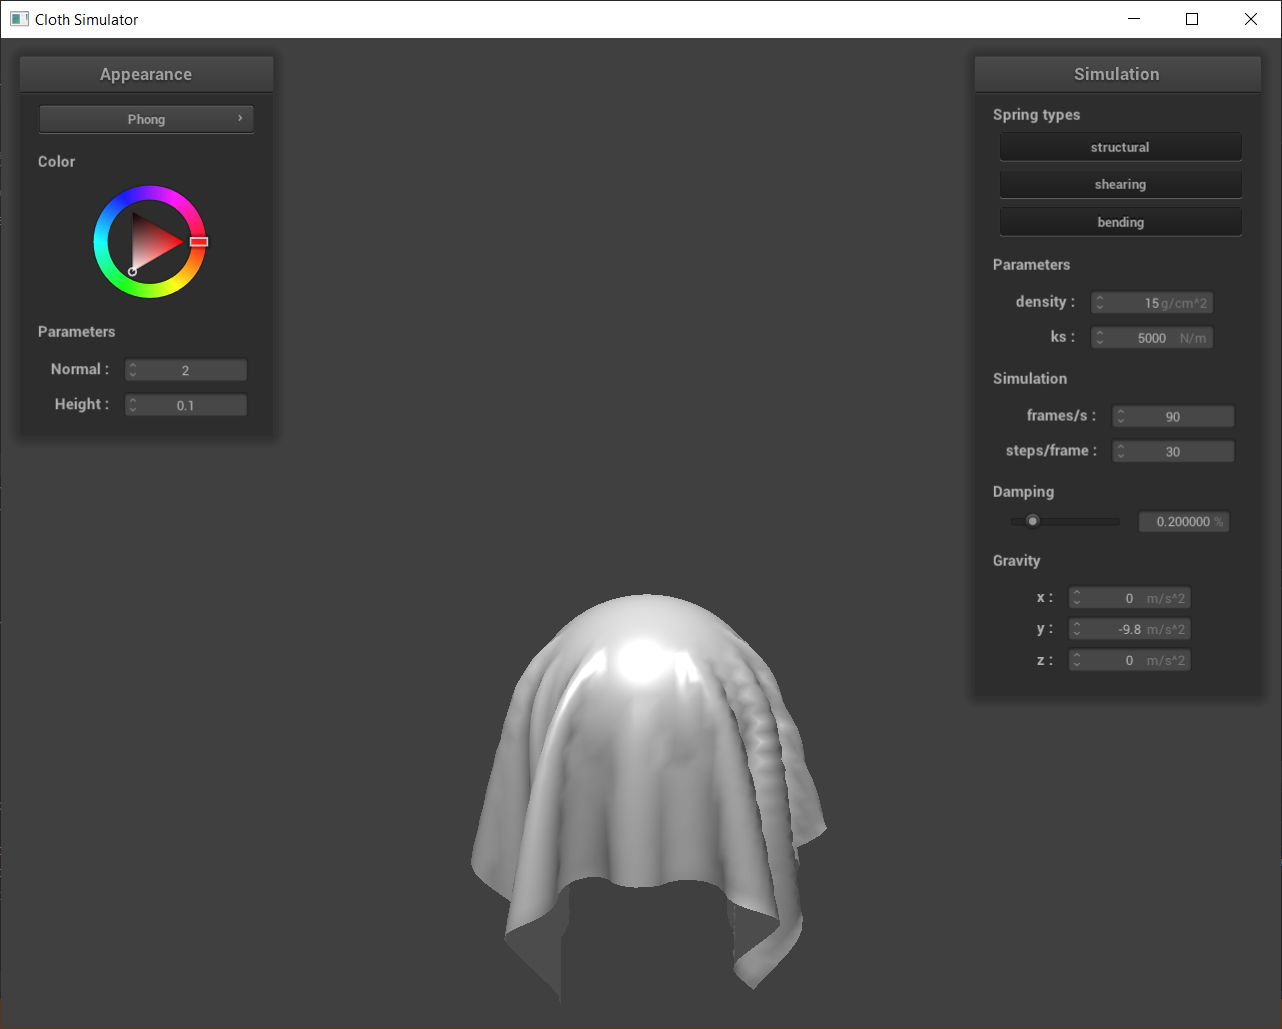 Cloth Simulator
Appearance
Phong
Color
Parameters
Normal : 2
Height : 0.1
Simulation
Spring types
structural
shearing
bending
Parameters
density : 15 g/cm^2
ks : 5000 N/m
Simulation
frames/s : 90
steps/frame : 30
Damping
0.200000 %
Gravity
x : 0 m/s^2
y : -9.8 m/s^2
z : 0 m/s^2